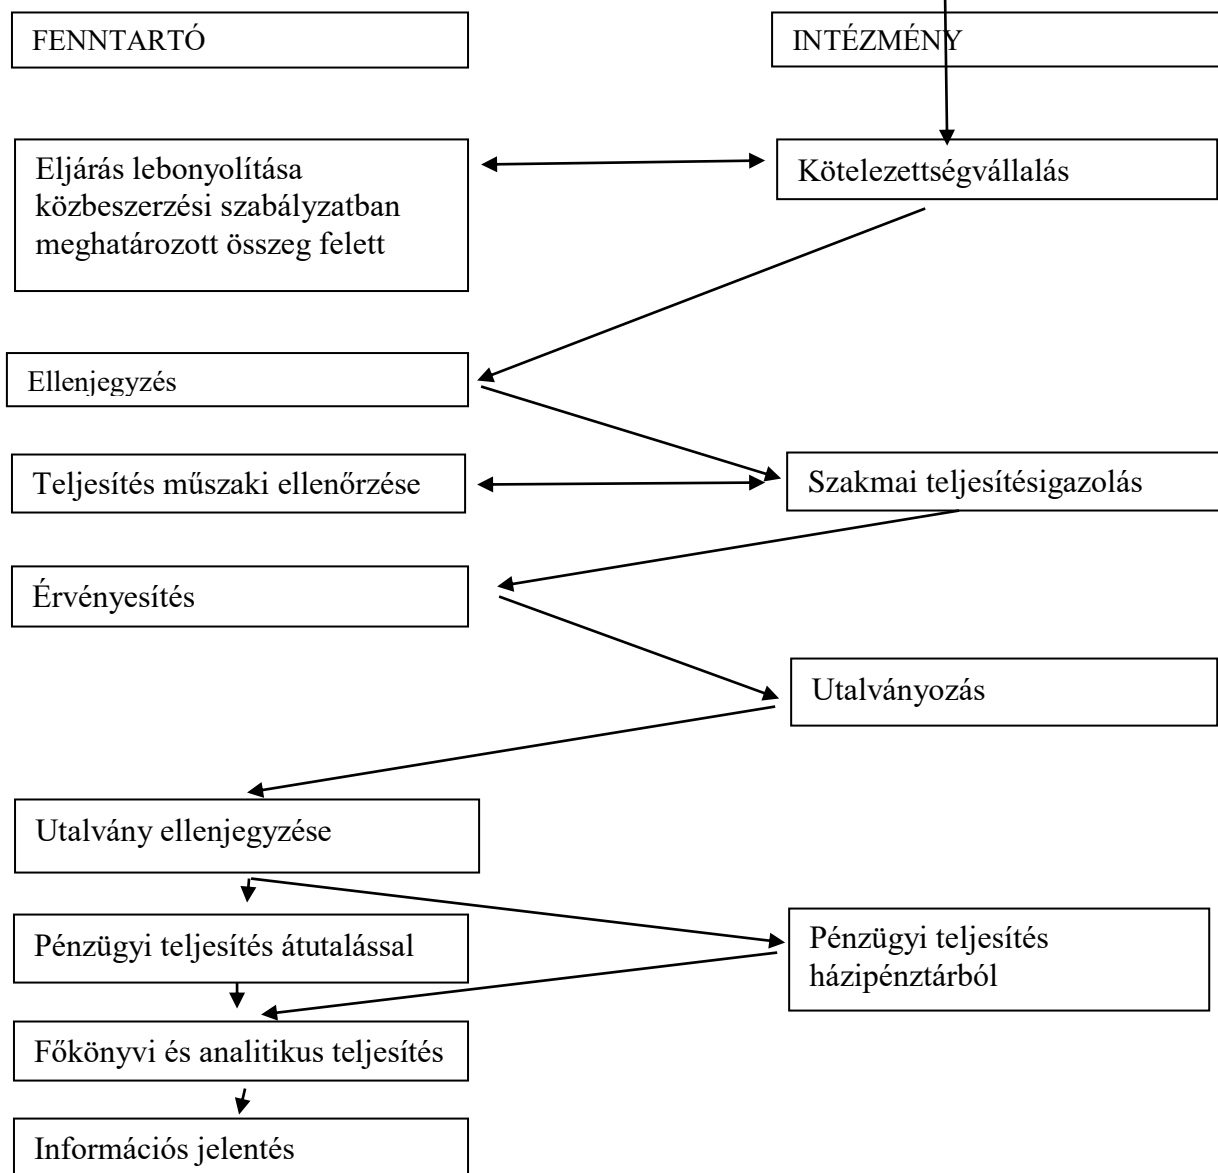 FENNTARTÓ
INTÉZMÉNY
Eljárás lebonyolítása
közbeszerzési szabályzatban
meghatározott összeg felett
Kötelezettségvállalás
Ellenjegyzés
Teljesítés műszaki ellenőrzése
Szakmai teljesítésigazolás
Érvényesítés
Utalványozás
Utalvány ellenjegyzése
Pénzügyi teljesítés átutalással
Pénzügyi teljesítés
házipénztárból
Főkönyvi és analitikus teljesítés
Információs jelentés